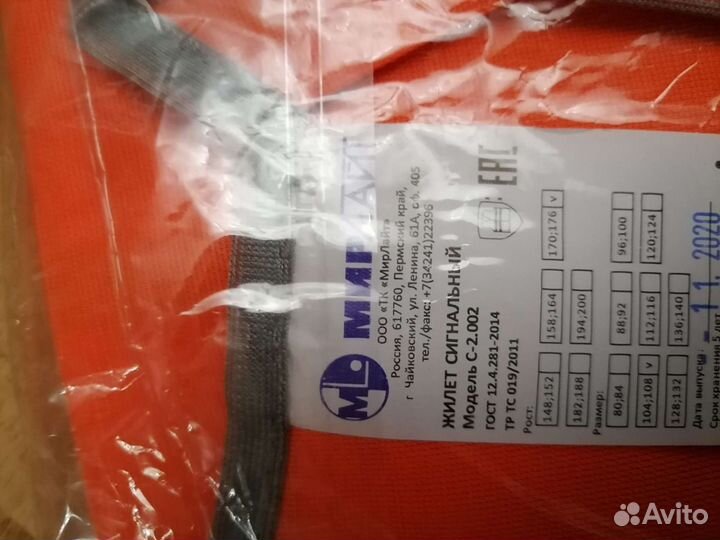 МЛ
ООО «ТК «МирЛайт»
Россия, 617760, Пермский край,
г Чайковский, ул. Ленина, 61А, оф. 405
тел./факс: +7(34241)22396
ЖИЛЕТ СИГНАЛЬНЫЙ
Модель С-2.002
ГОСТ 12.4.281-2014
ТР ТС 019/2011
EAC
Рост:
148;152 158;164 170;176 v
182;188 194;200
Размер:
80;84 88;92 96;100
104;108 v 112;116 120;124
128;132 136;140
Дата выпуска: 11 2020
Срок хранения 5 лет
Avito